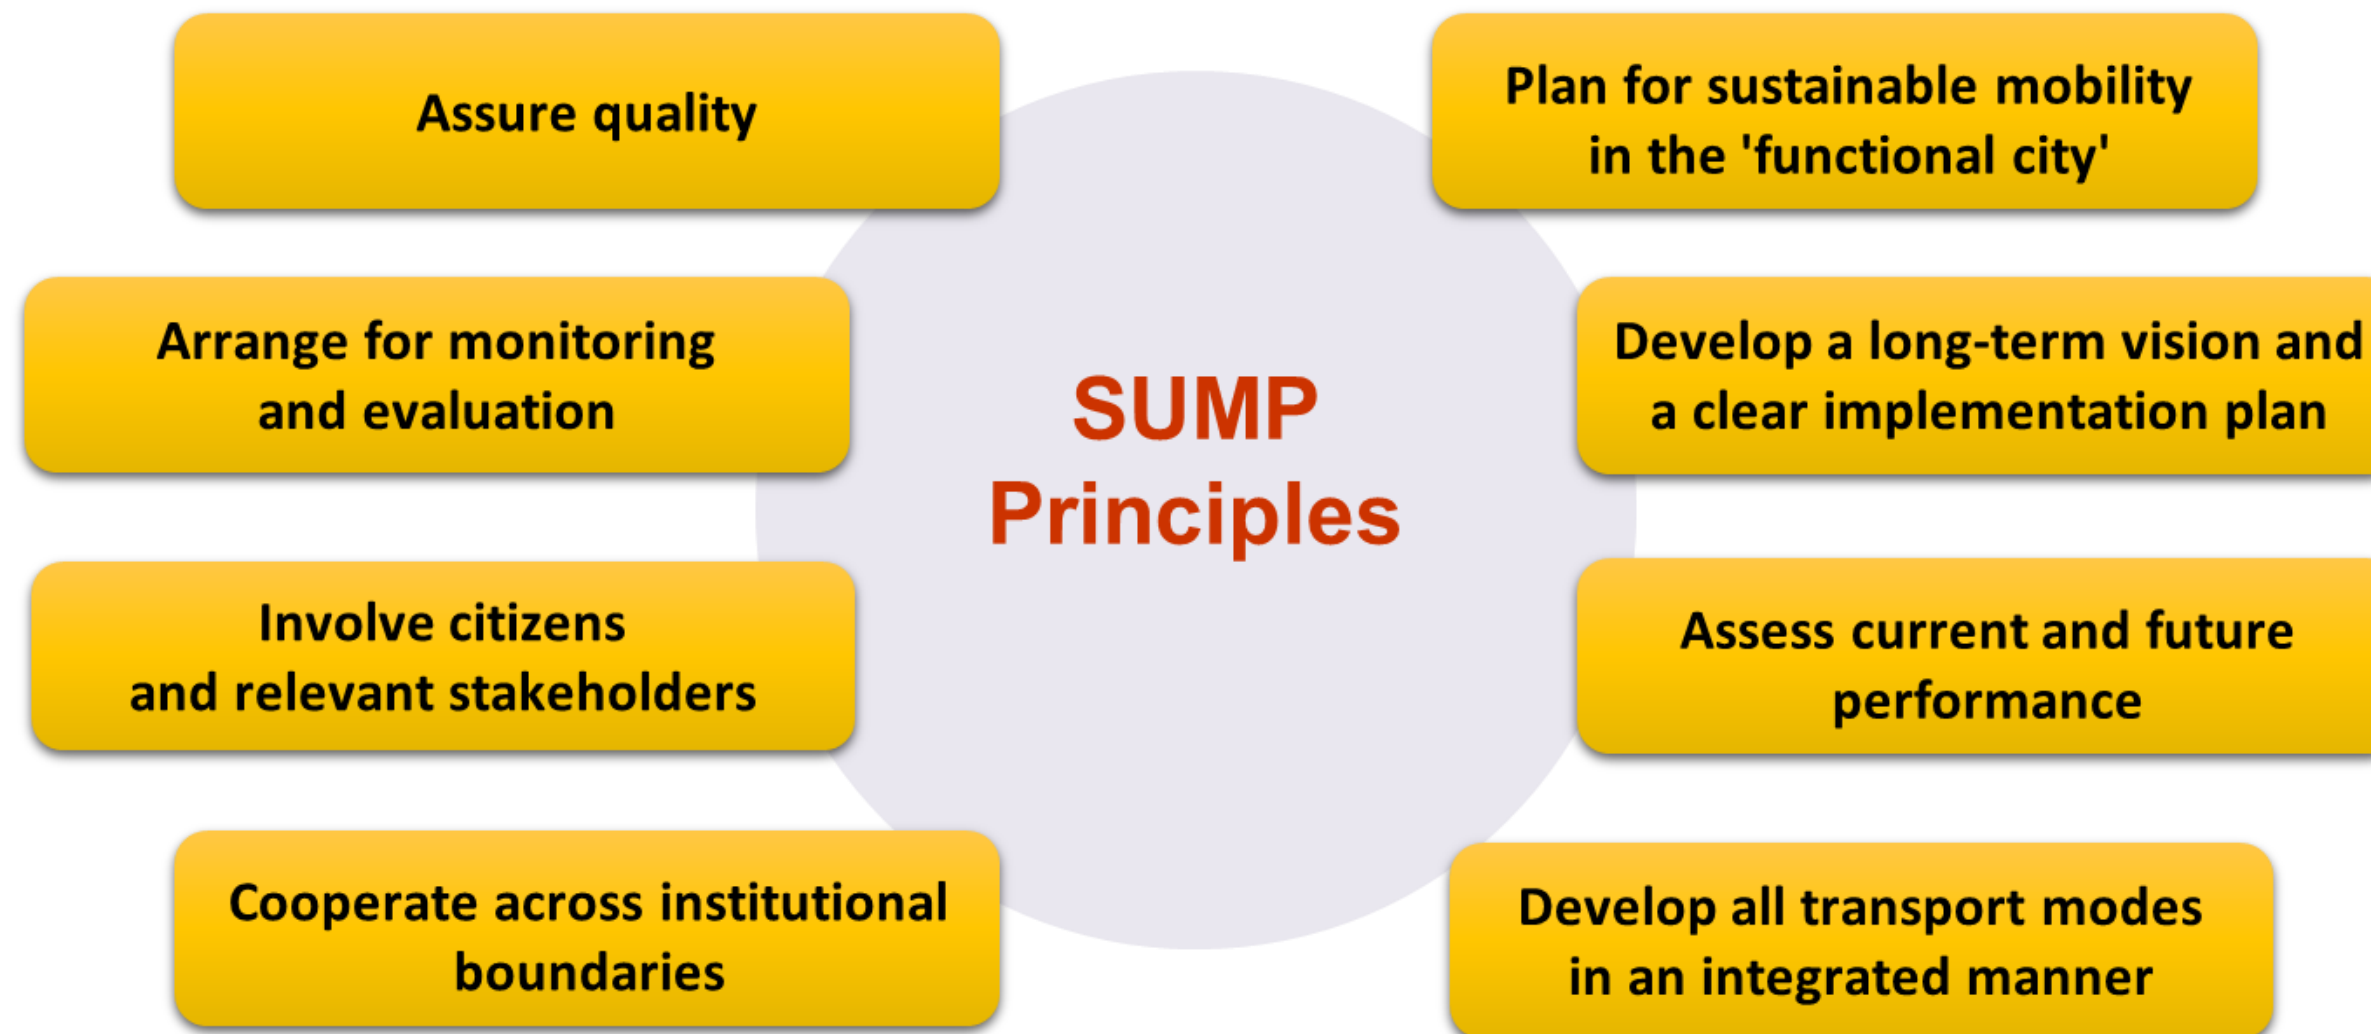 Assure quality
Plan for sustainable mobility
in the 'functional city'
Arrange for monitoring
and evaluation
Develop a long-term vision and
a clear implementation plan
SUMP
Principles
Involve citizens
and relevant stakeholders
Assess current and future
performance
Cooperate across institutional
boundaries
Develop all transport modes
in an integrated manner